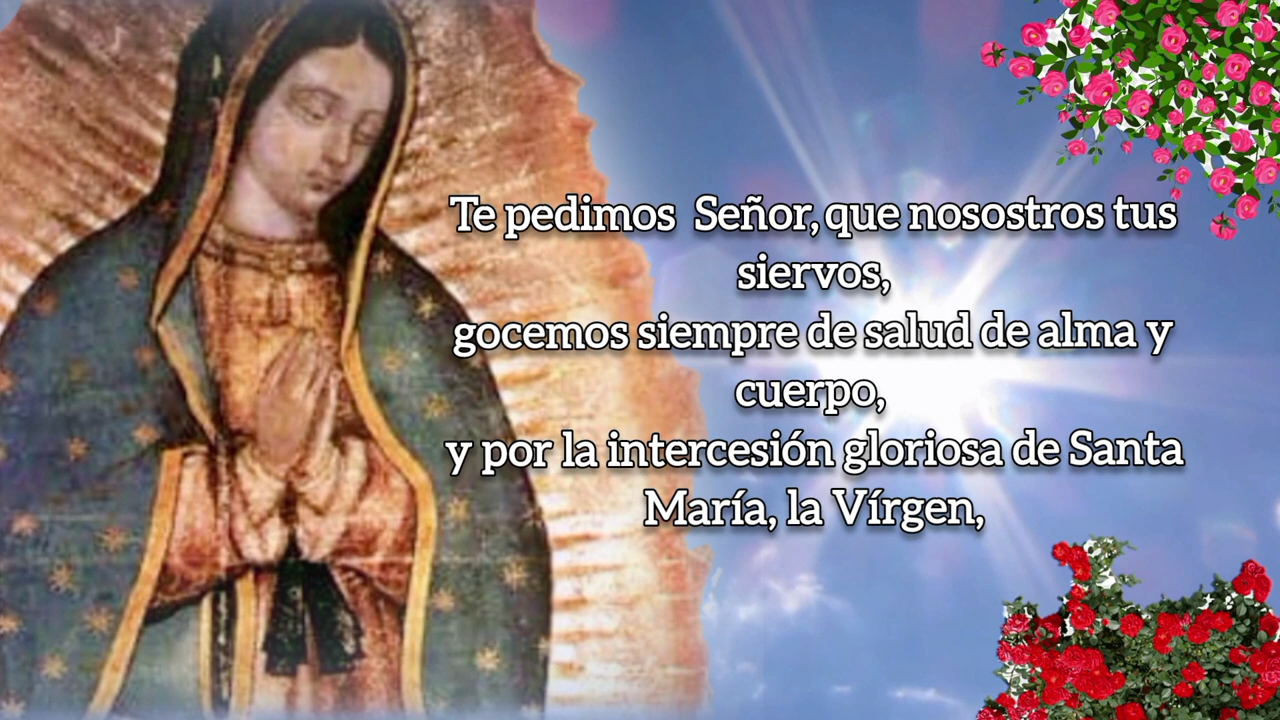 Te pedimos  Señor, que nosostros tus
siervos,
gocemos siempre de salud de alma y
cuerpo,
y por la intercesión gloriosa de Santa
María, la Vírgen,